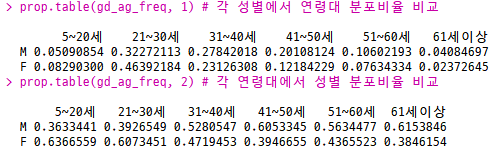 > prop.table(gd_ag_freq, 1) # 각 성별에서 연령대 분포비율 비교
5~20세 21~30세 31~40세 41~50세 51~60세 61세이상
M 0.05090854 0.32272113 0.27842018 0.20108124 0.10602193 0.04084697
F 0.08290300 0.46392184 0.23126308 0.12184229 0.07634334 0.02372645
> prop.table(gd_ag_freq, 2) # 각 연령대에서 성별 분포비율 비교
5~20세 21~30세 31~40세 41~50세 51~60세 61세이상
M 0.3633441 0.3926549 0.5280547 0.6053345 0.5634477 0.6153846
F 0.6366559 0.6073451 0.4719453 0.3946655 0.4365523 0.3846154